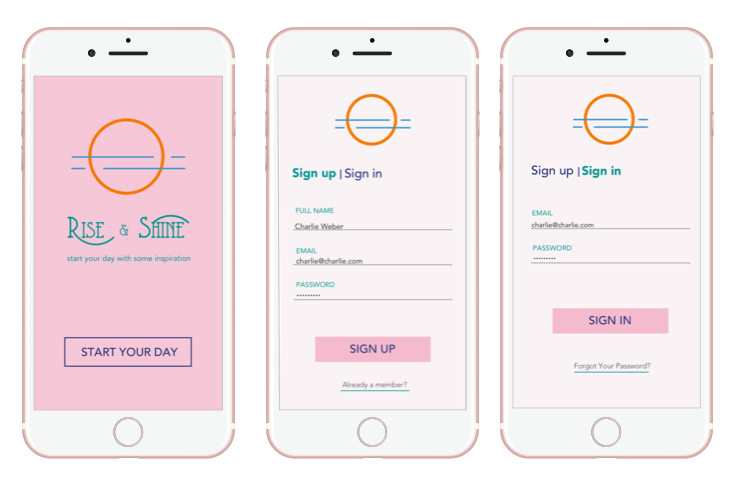 RISE & SHINE
start your day with some inspiration
START YOUR DAY
Sign up | Sign in
FULL NAME
Charlie Weber
EMAIL
charlie@charlie.com
PASSWORD
·········
SIGN UP
Already a member?
Sign up | Sign in
EMAIL
charlie@charlie.com
PASSWORD
·········
SIGN IN
Forgot Your Password?